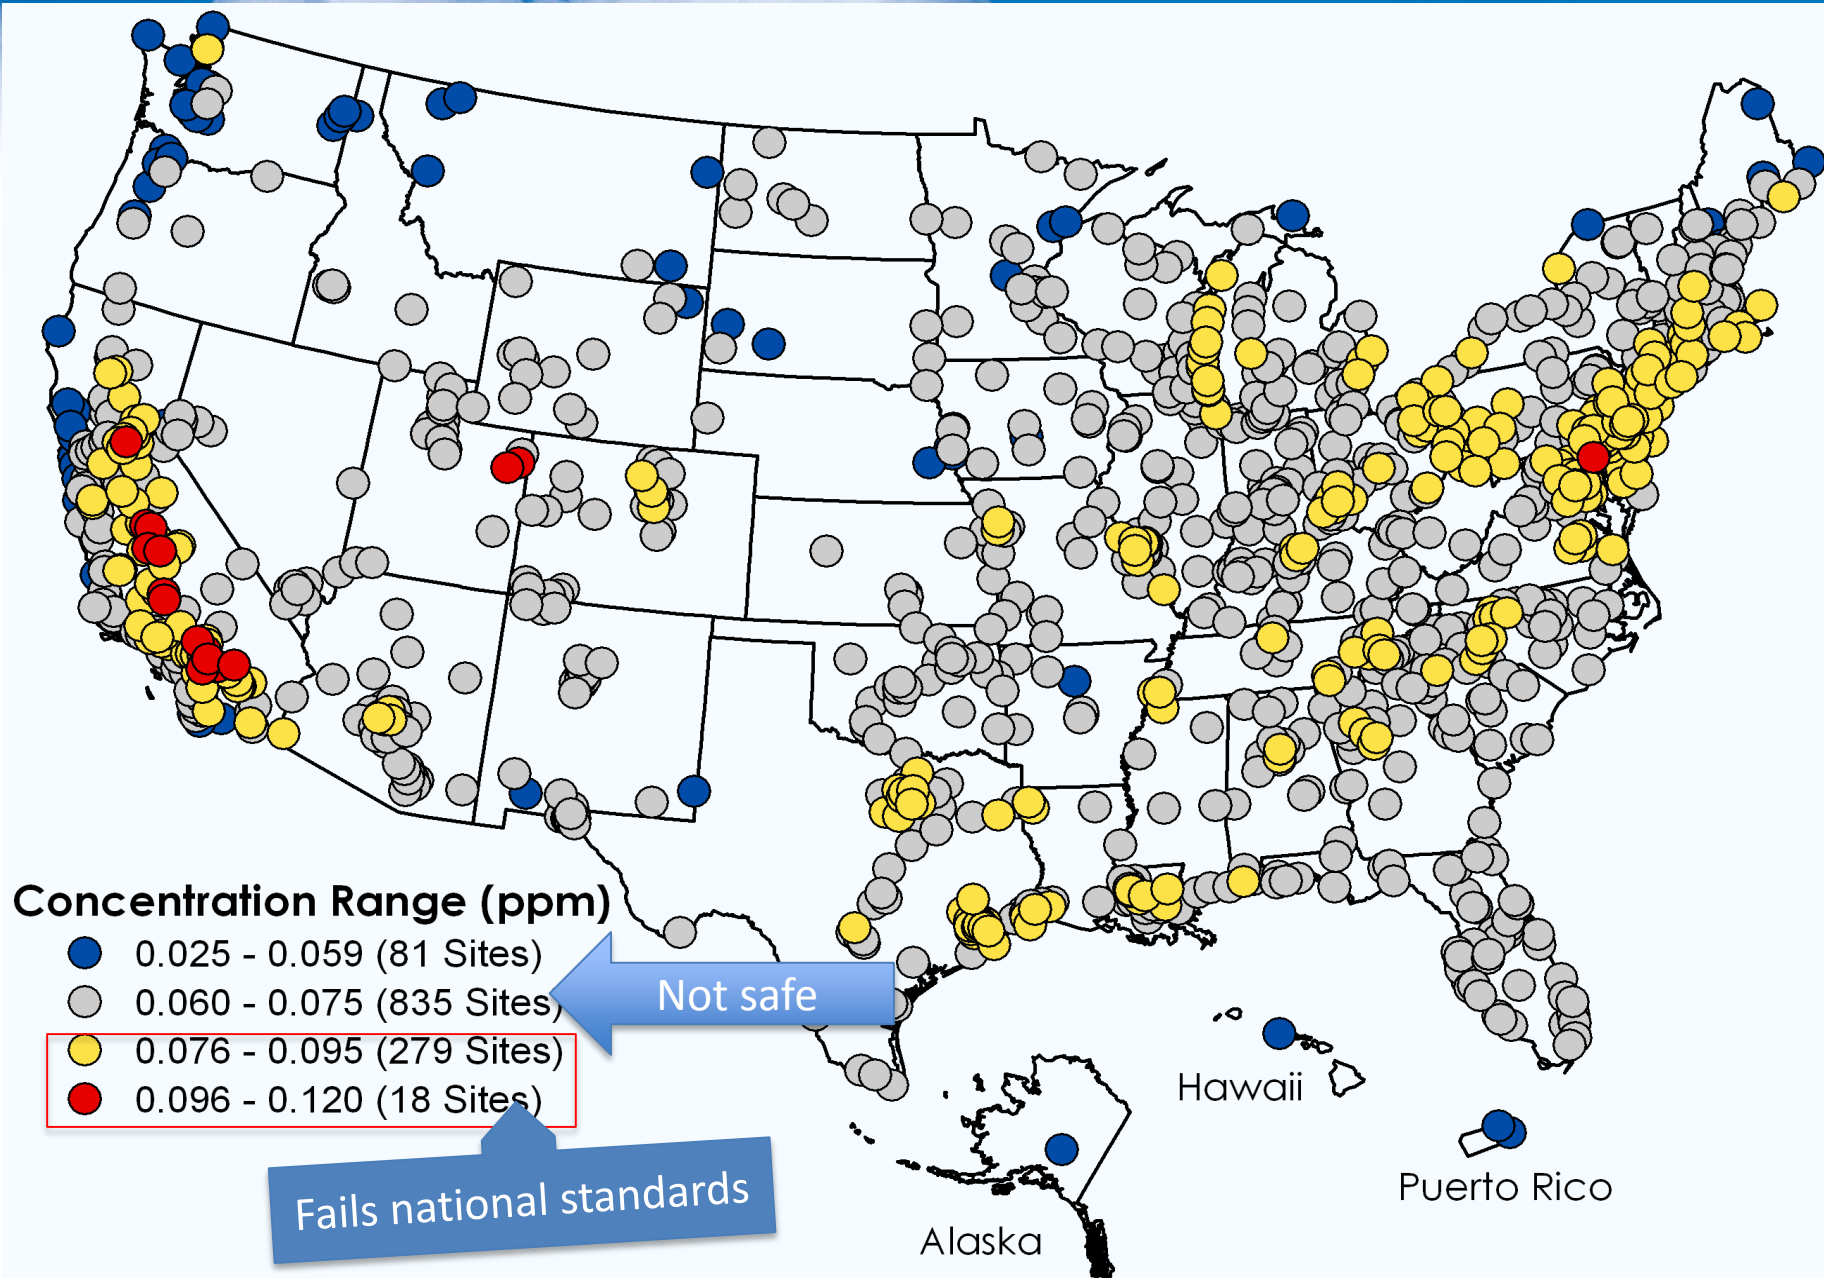 Concentration Range (ppm)
0.025 - 0.059 (81 Sites)
0.060 - 0.075 (835 Sites)
Not safe
0.076 - 0.095 (279 Sites)
0.096 - 0.120 (18 Sites)
Fails national standards
Hawaii
Puerto Rico
Alaska